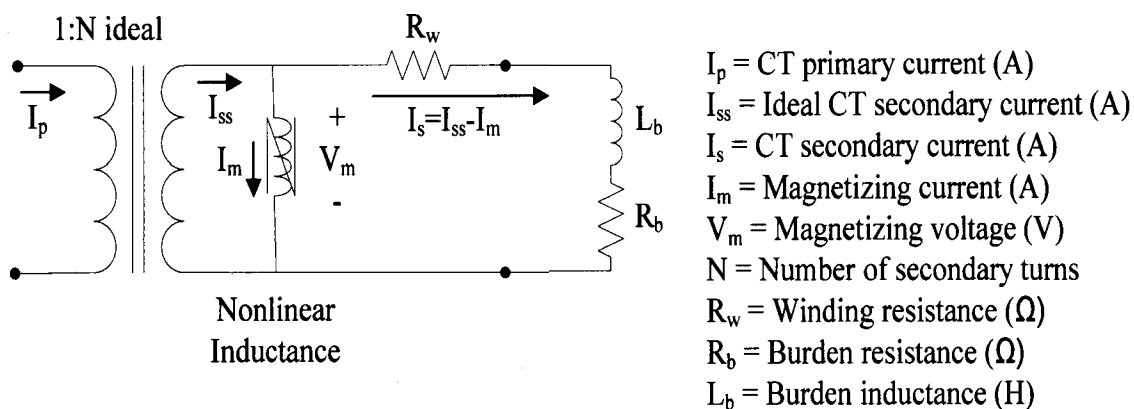 1:N ideal
I_p
I_ss
I_m
+
V_m
-
R_w
I_s=I_ss-I_m
L_b
R_b
Nonlinear
Inductance
I_p = CT primary current (A)
I_ss = Ideal CT secondary current (A)
I_s = CT secondary current (A)
I_m = Magnetizing current (A)
V_m = Magnetizing voltage (V)
N = Number of secondary turns
R_w = Winding resistance (Ω)
R_b = Burden resistance (Ω)
L_b = Burden inductance (H)